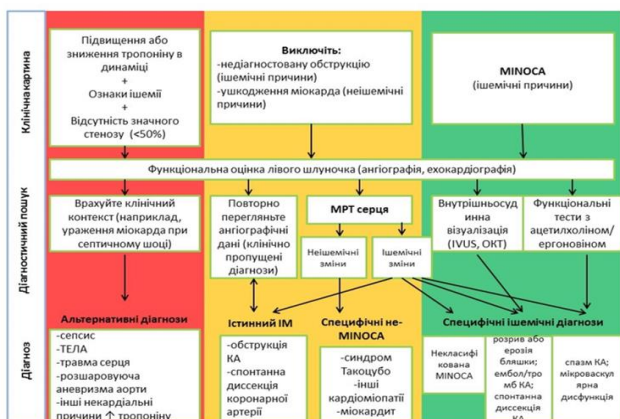 Клінічна картина
Підвищення або
зниження тропоніну в
динаміці
+
Ознаки ішемії
+
Відсутність значного
стенозу (<50%)
Виключіть:
-недіагностовану обструкцію
(ішемічні причини)
-ушкодження міокарда (неішемічні
причини)
MINOCA
(ішемічні причини)
Діагностичний пошук
Функціональна оцінка лівого шлуночка (ангіографія, ехокардіографія)
Врахуйте клінічний
контекст (наприклад,
ураження міокарда при
септичному шоці)
Повторно
перегляньте
ангіографічні
дані (клінічно
пропущені
діагнози)
МРТ серця
Неішемічні
зміни
Ішемічні
зміни
Внутрішньосуд
инна
візуалізація
(IVUS, ОКТ)
Функціональні
тести з
ацетилхоліном/
ергоновіном
Діагноз
Альтернативні діагнози
-сепсис
-ТЕЛА
-травма серця
-розшаровуюча
аневризма аорти
-інші некардіальні
причини ↑ тропоніну
Істинний ІМ
-обструкція
КА
-спонтанна
диссекція
коронарної
артерії
Специфічні не-
MINOCA
-синдром
Такоцубо
-інші
кардіоміопатії
-міокардит
Специфічні ішемічні діагнози
Некласифі
кована
MINOCA
розрив або
ерозія
бляшки;
ембол/тро
мб КА;
спонтанна
диссекція
КА
спазм КА;
мікроваскул
ярна
дисфункція